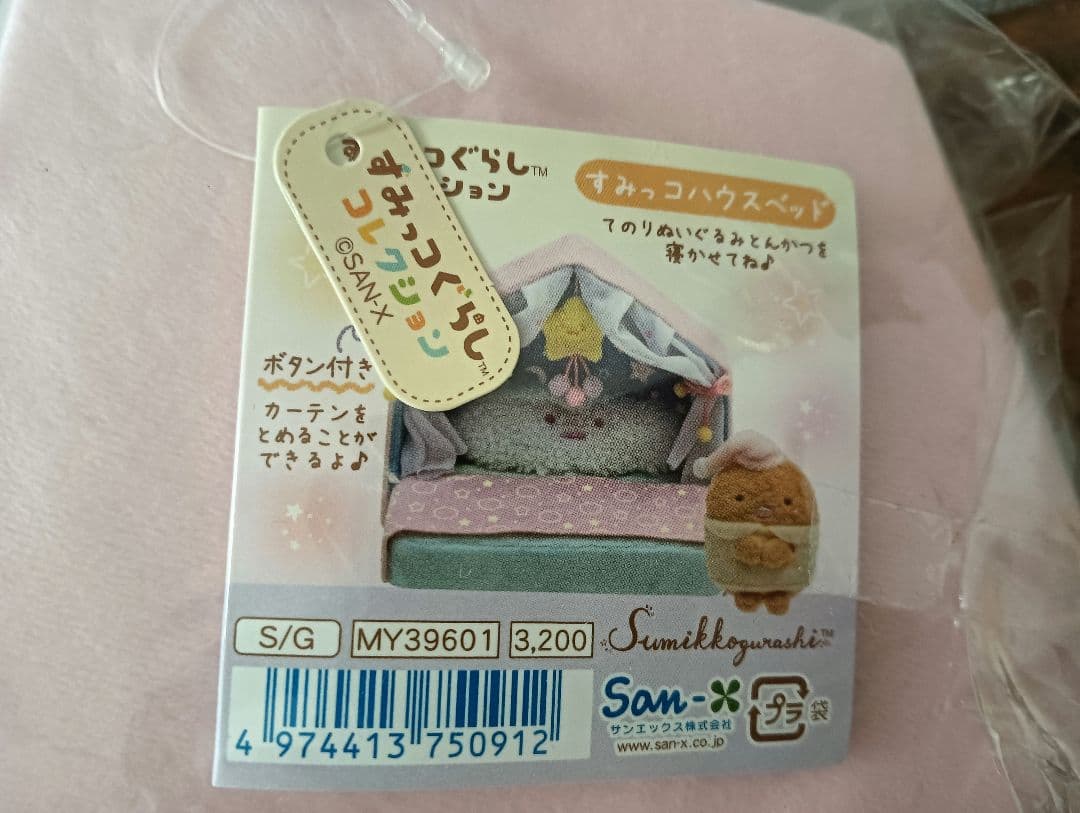 すみっコぐらし™
コレクション
©SAN-X
コぐらし™
ション
すみっコハウスベッド
てのりぬいぐるみとんかつを
寝かせてね♪
ボタン付き
カーテンを
とめることが
できるよ♪
S/G
MY39601
3,200
Sumikkogurashi™
4 974413 750912
San-X
サンエックス株式会社
www.san-x.co.jp
プラ
袋